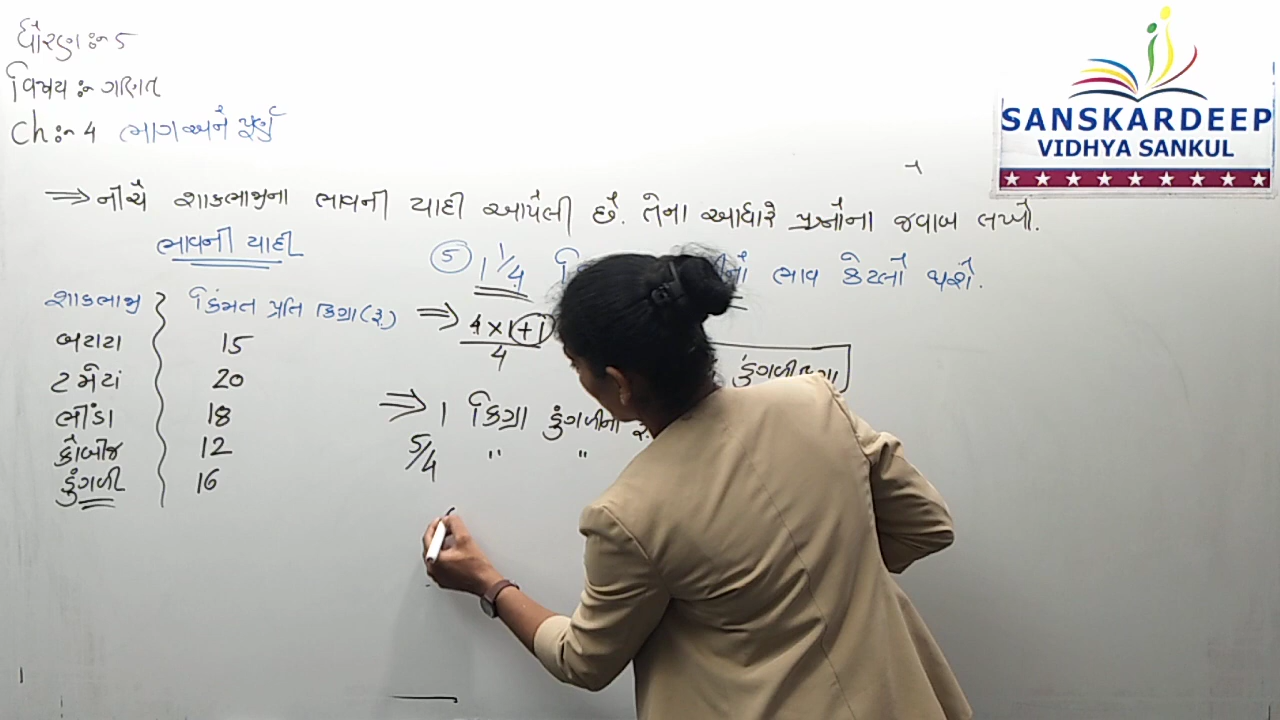 ધોરણ :- 5
વિષય :- ગણિત
Ch :- 4 ભાગ અને પૂર્ણ
SANSKARDEEP
VIDHYA SANKUL
⇒ નીચે શાકભાજીના ભાવની યાદી આપેલી છે. તેના આધારે પ્રશ્નોના જવાબ લખો.
ભાવની યાદી
શાકભાજી કિંમત પ્રતિ કિગ્રા (રૂ.)
બટાટા 15
ટમેટાં 20
ભીંડા 18
કોબીજ 12
ડુંગળી 16
⑤ 1 1/4 ભાવ કેટલો થશે.
⇒ 4 × 1 + 1
4
⇒ 1 કિગ્રા ડુંગળીના રૂ.
5/4 " "